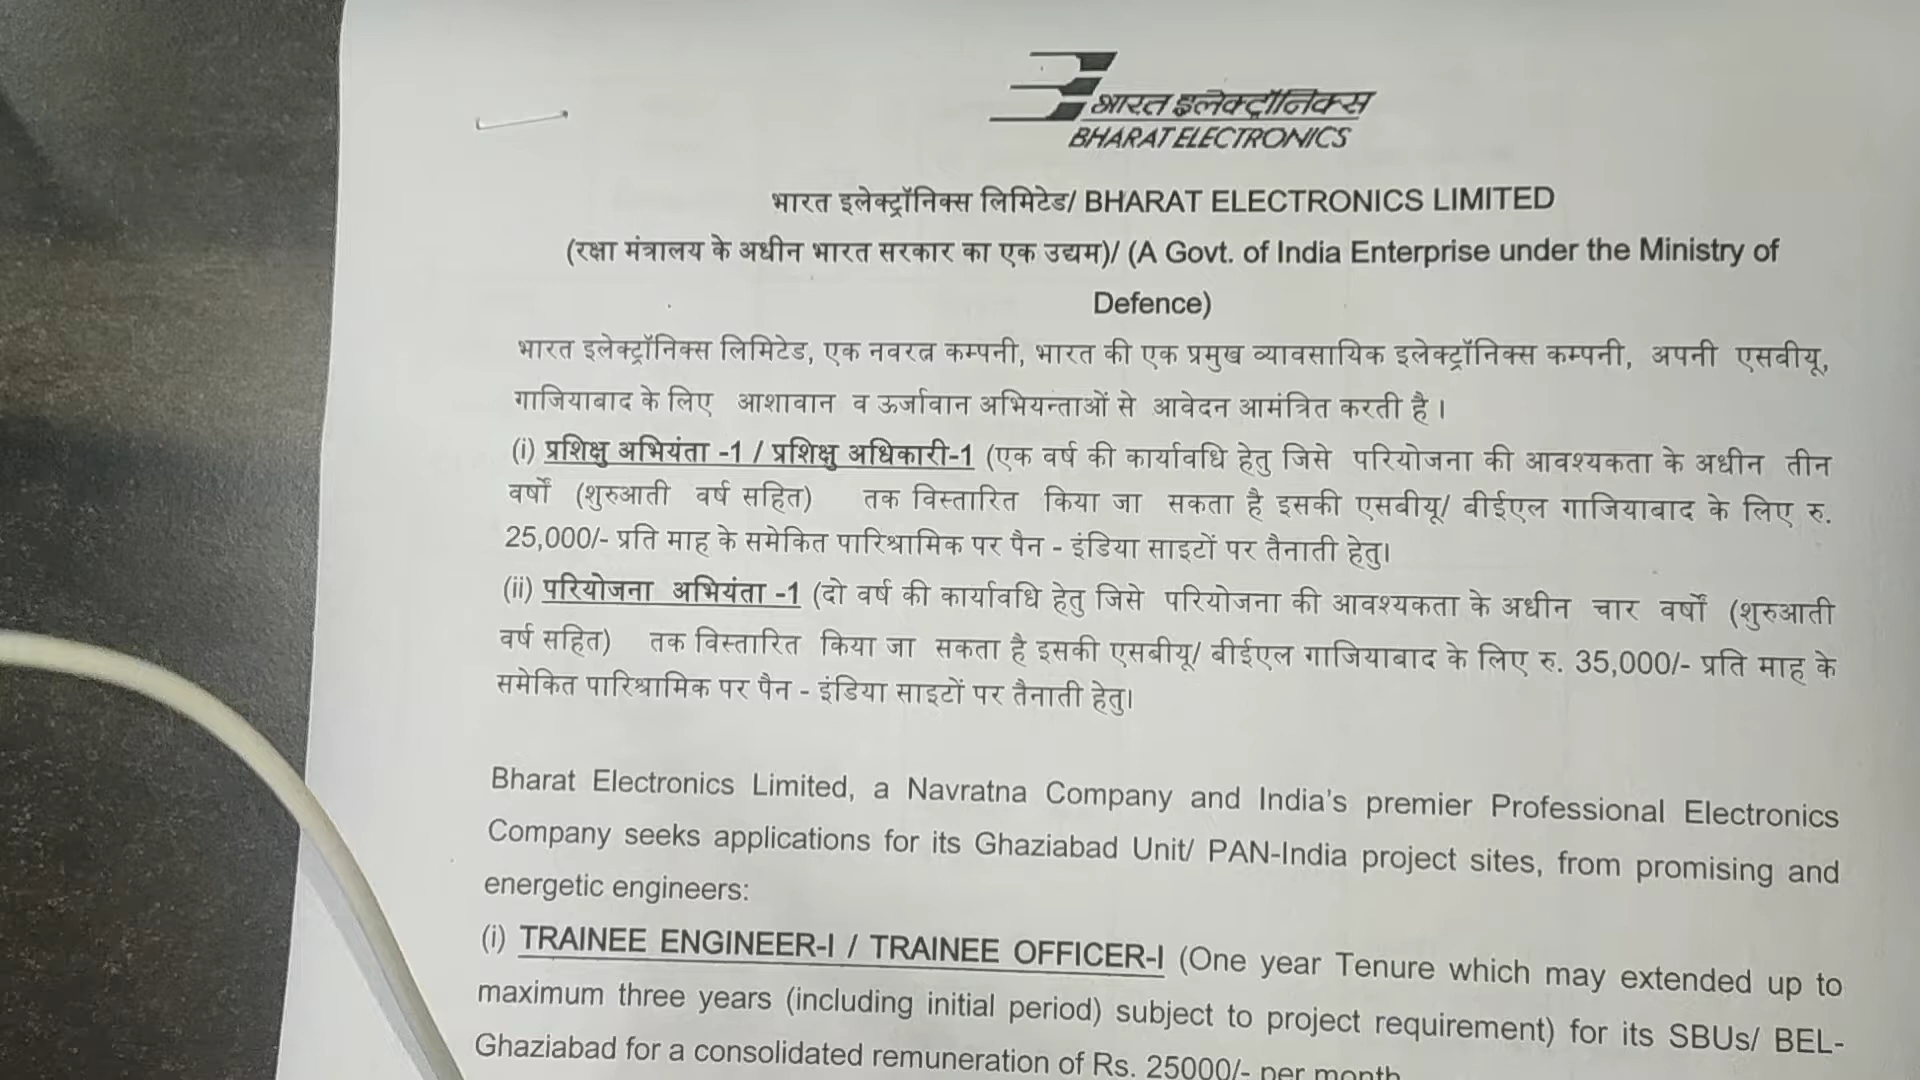 भारत इलेक्ट्रॉनिक्स
BHARAT ELECTRONICS
भारत इलेक्ट्रॉनिक्स लिमिटेड/ BHARAT ELECTRONICS LIMITED
(रक्षा मंत्रालय के अधीन भारत सरकार का एक उद्यम)/ (A Govt. of India Enterprise under the Ministry of
Defence)
भारत इलेक्ट्रॉनिक्स लिमिटेड, एक नवरत्न कम्पनी, भारत की एक प्रमुख व्यावसायिक इलेक्ट्रॉनिक्स कम्पनी, अपनी एसबीयू,
गाजियाबाद के लिए आशावान व ऊर्जावान अभियन्ताओं से आवेदन आमंत्रित करती है।
(i) प्रशिक्षु अभियंता -1 / प्रशिक्षु अधिकारी-1 (एक वर्ष की कार्यावधि हेतु जिसे परियोजना की आवश्यकता के अधीन तीन
वर्षों (शुरुआती वर्ष सहित) तक विस्तारित किया जा सकता है इसकी एसबीयू/ बीईएल गाजियाबाद के लिए रु.
25,000/- प्रति माह के समेकित पारिश्रामिक पर पैन - इंडिया साइटों पर तैनाती हेतु।
(ii) परियोजना अभियंता -1 (दो वर्ष की कार्यावधि हेतु जिसे परियोजना की आवश्यकता के अधीन चार वर्षों (शुरुआती
वर्ष सहित) तक विस्तारित किया जा सकता है इसकी एसबीयू/ बीईएल गाजियाबाद के लिए रु. 35,000/- प्रति माह के
समेकित पारिश्रामिक पर पैन - इंडिया साइटों पर तैनाती हेतु।
Bharat Electronics Limited, a Navratna Company and India's premier Professional Electronics
Company seeks applications for its Ghaziabad Unit/ PAN-India project sites, from promising and
energetic engineers:
(i) TRAINEE ENGINEER-I / TRAINEE OFFICER-I (One year Tenure which may extended up to
maximum three years (including initial period) subject to project requirement) for its SBUs/ BEL-
Ghaziabad for a consolidated remuneration of Rs. 25000/- per month